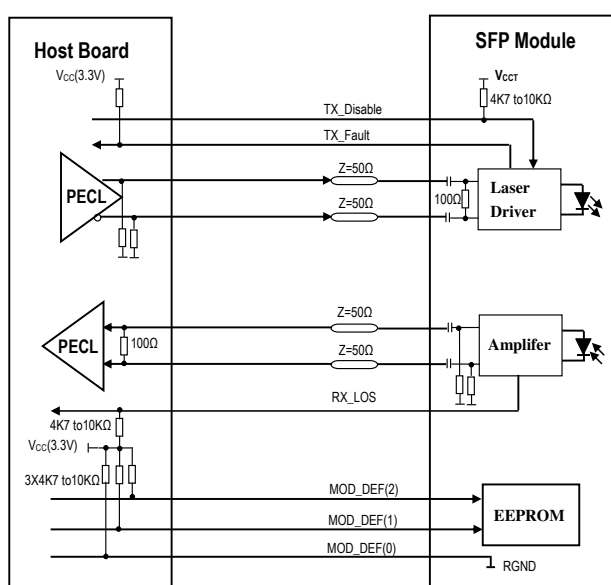 Host Board
SFP Module
Vcc(3.3V)
VCCT
4K7 to10KΩ
TX_Disable
TX_Fault
PECL
Z=50Ω
Z=50Ω
100Ω
Laser
Driver
PECL
100Ω
Z=50Ω
Z=50Ω
Amplifer
RX_LOS
4K7 to10KΩ
Vcc(3.3V)
3X4K7 to10KΩ
MOD_DEF(2)
MOD_DEF(1)
MOD_DEF(0)
EEPROM
RGND